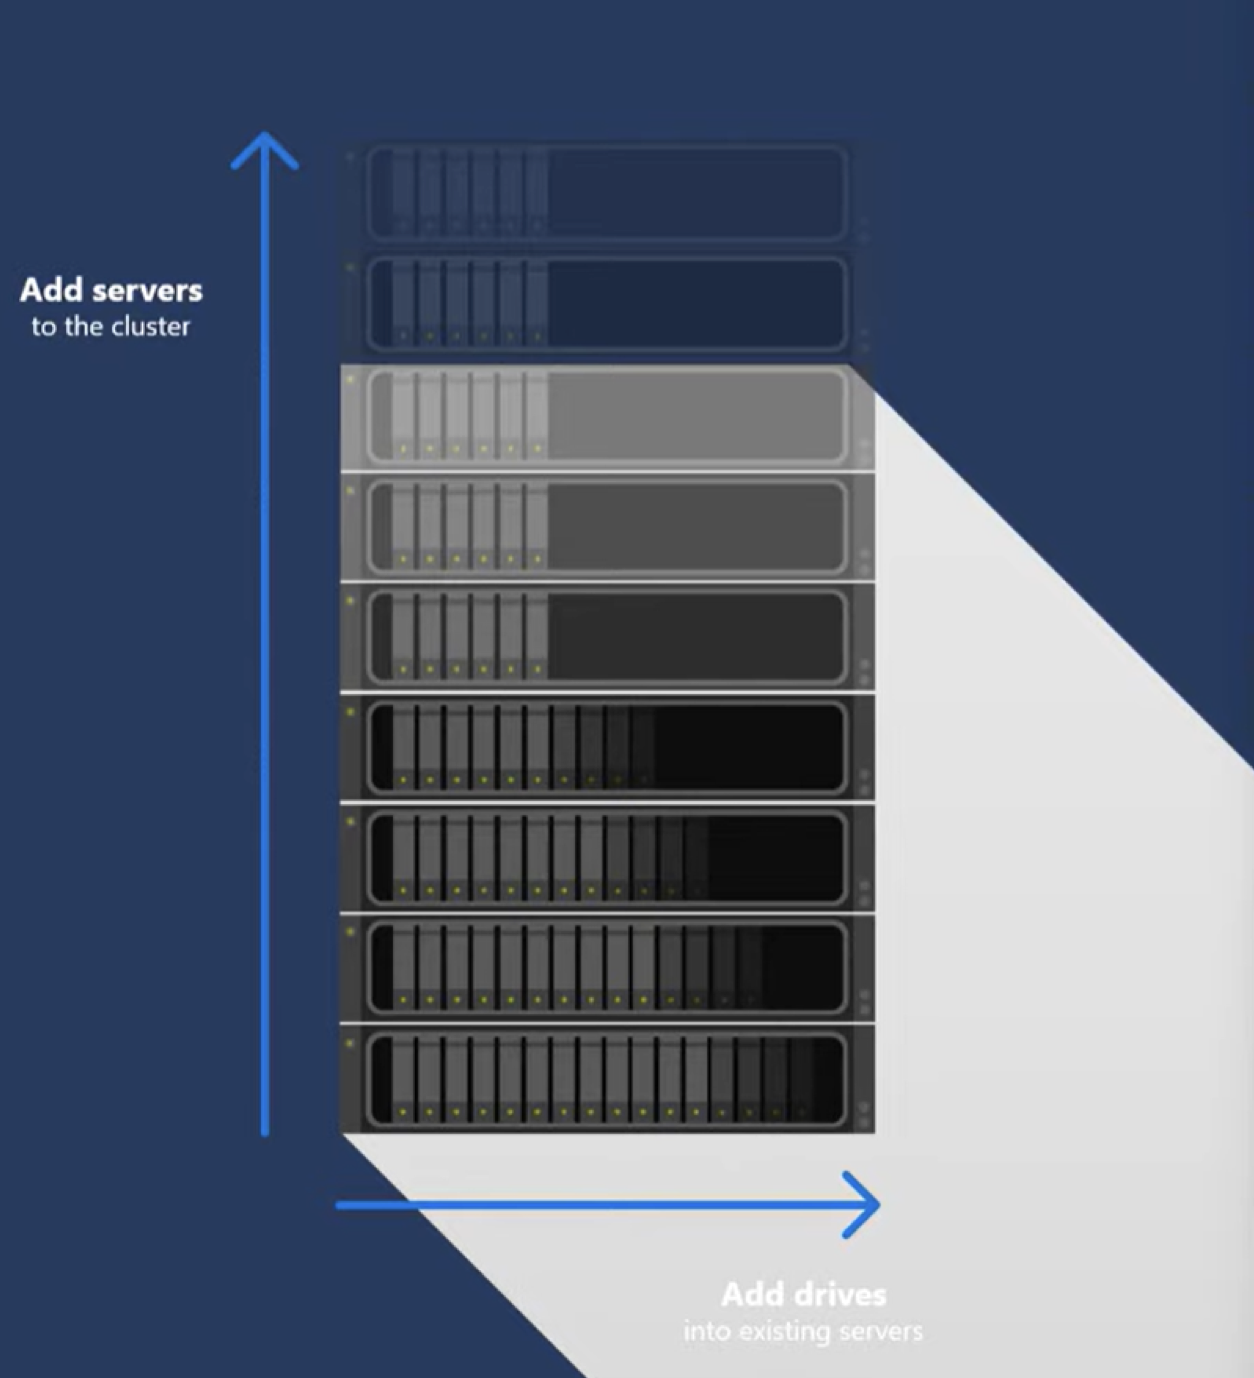 Add servers
to the cluster
Add drives
into existing servers